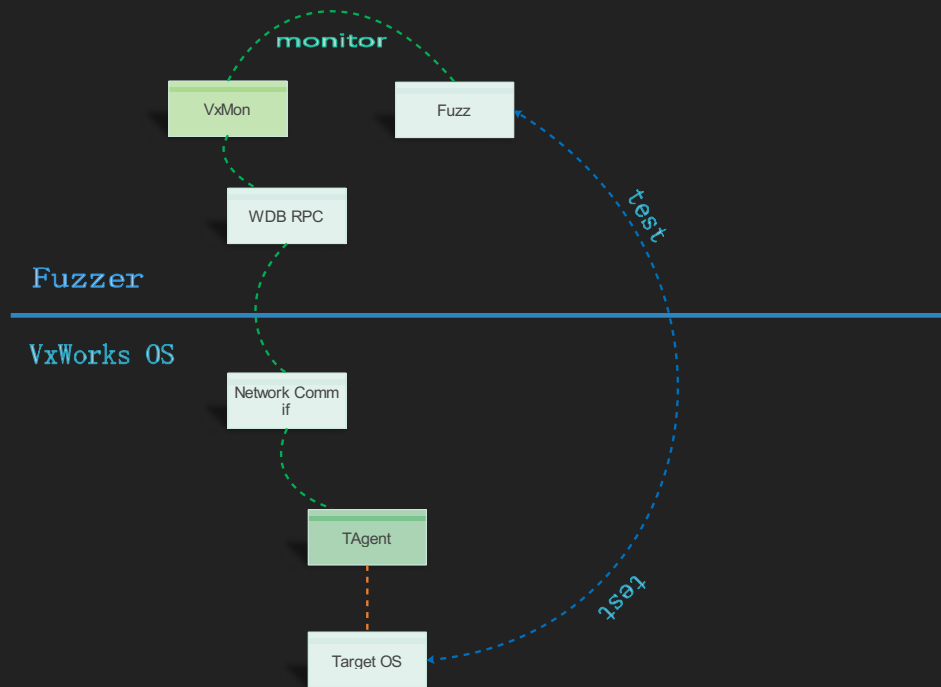 monitor
VxMon
Fuzz
WDB RPC
test
Fuzzer
VxWorks OS
Network Comm
if
TAgent
test
Target OS